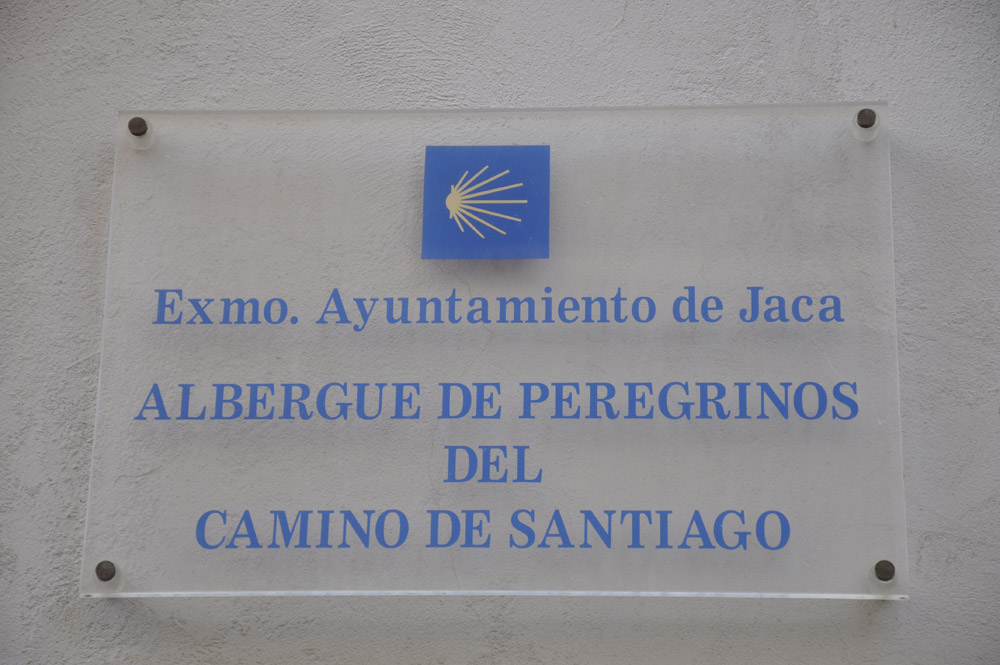 Exmo. Ayuntamiento de Jaca
ALBERGUE DE PEREGRINOS
DEL
CAMINO DE SANTIAGO